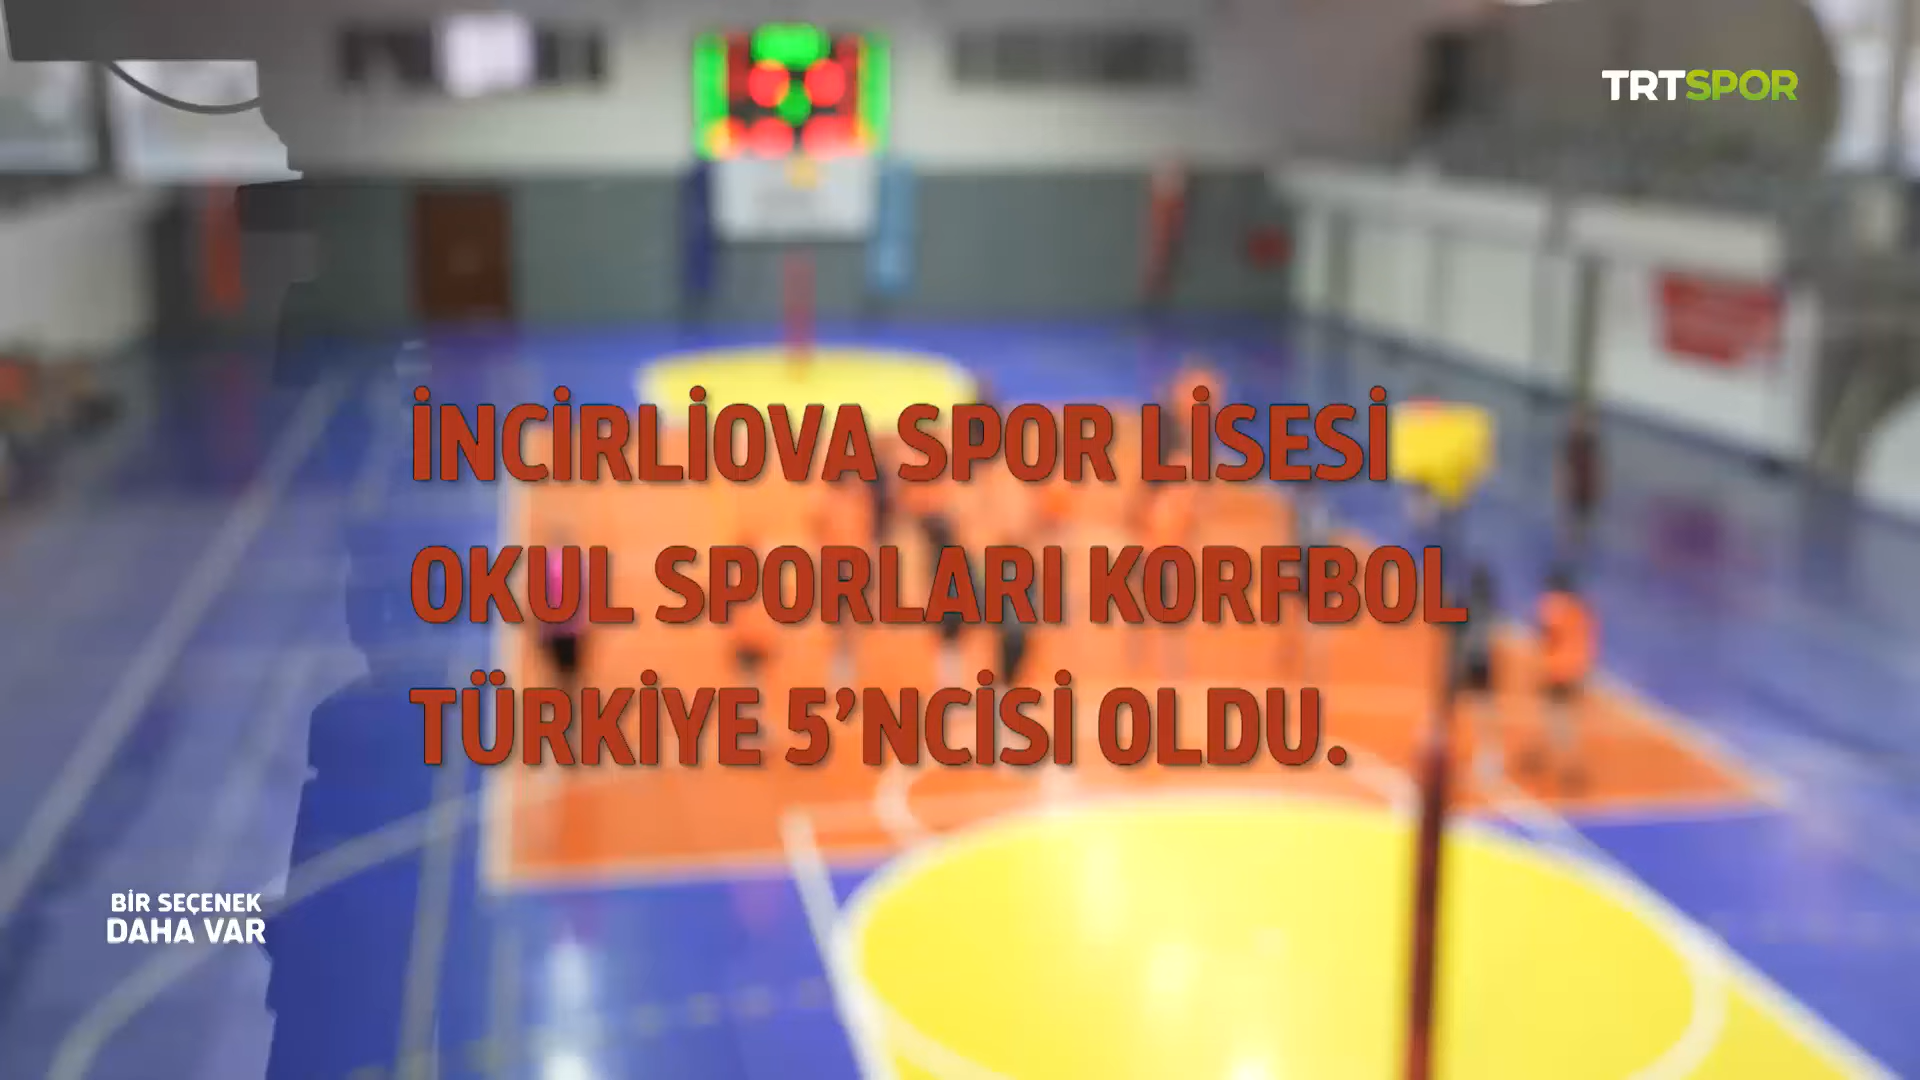 TRTSPOR
İNCİRLİOVA SPOR LİSESİ
OKUL SPORLARI KORFBOL
TÜRKİYE 5’NCİSİ OLDU.
BİR SEÇENEK
DAHA VAR